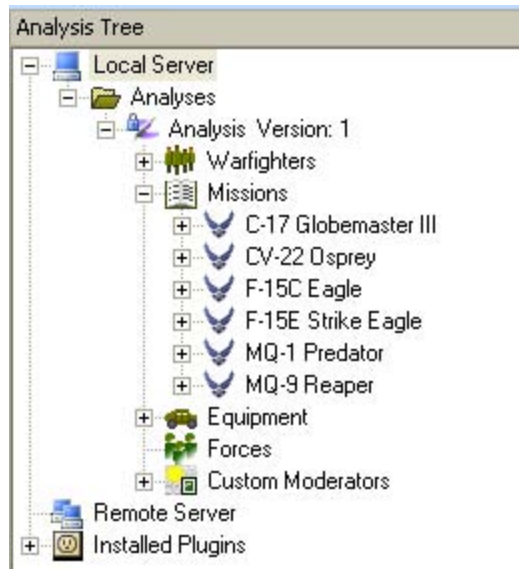 Analysis Tree
Local Server
Analyses
Analysis Version: 1
Warfighters
Missions
C-17 Globemaster III
CV-22 Osprey
F-15C Eagle
F-15E Strike Eagle
MQ-1 Predator
MQ-9 Reaper
Equipment
Forces
Custom Moderators
Remote Server
Installed Plugins